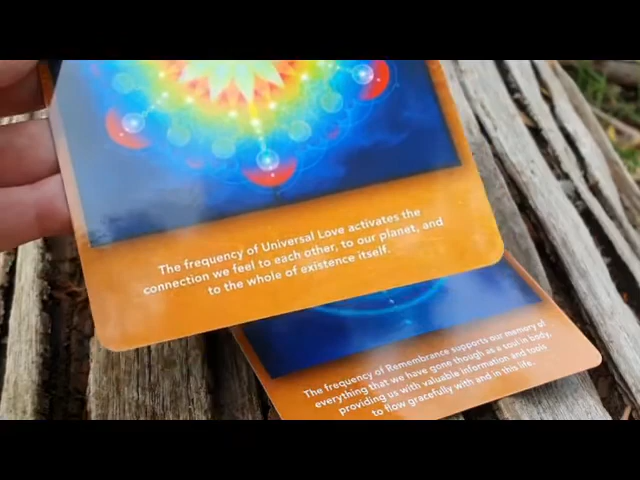 The frequency of Universal Love activates the
connection we feel to each other, to our planet, and
to the whole of existence itself.
The frequency of Remembrance supports our memory of
everything that we have gone though as a soul in body,
providing us with valuable information and tools
to flow gracefully with and in this life.